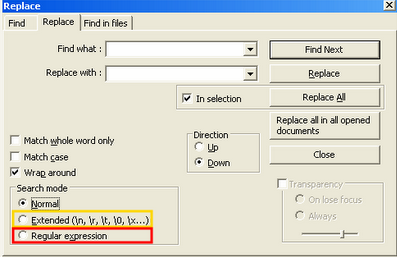 Replace
Find Replace Find in files
Find what :
Find Next
Replace with :
Replace
In selection
Replace All
Replace all in all opened
documents
Match whole word only
Match case
Wrap around
Direction
Up
Down
Close
Search mode
Normal
Extended (\n, \r, \t, \0, \x...)
Regular expression
Transparency
On lose focus
Always